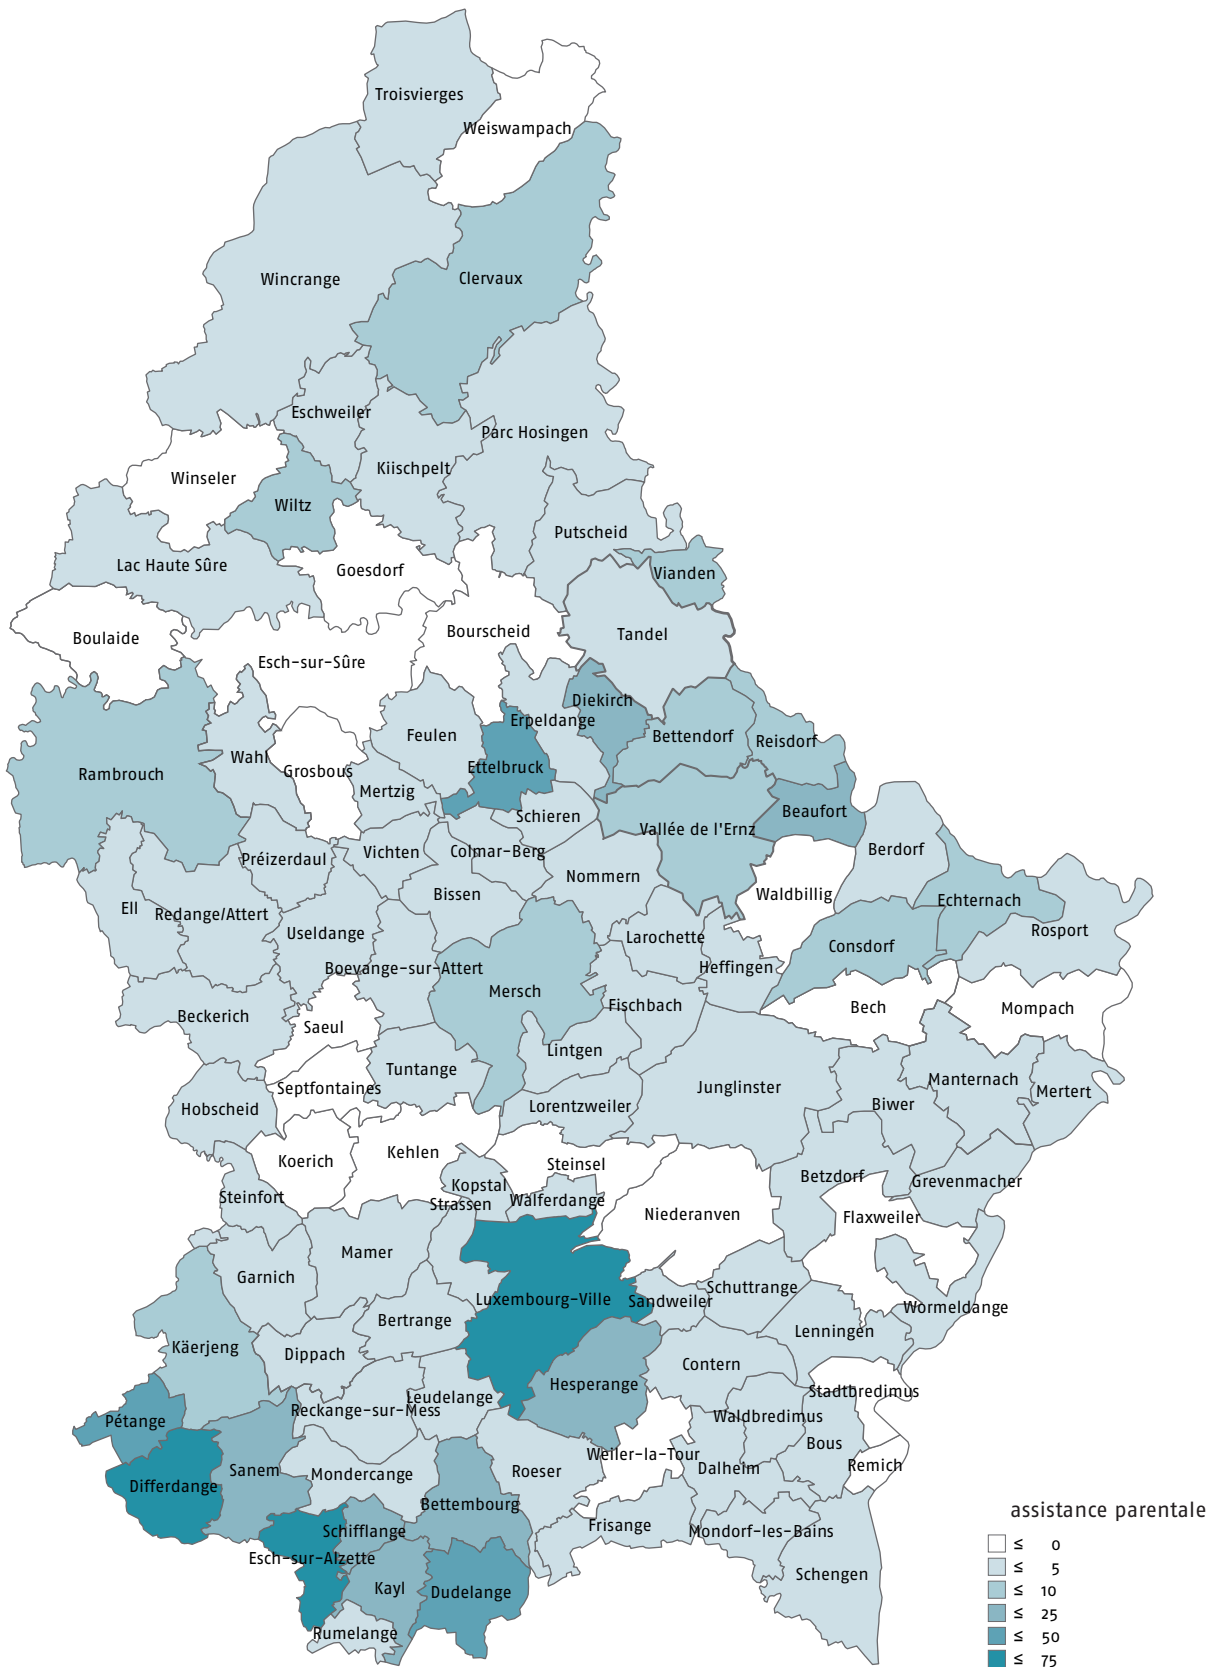 Troisvierges
Weiswampach
Wincrange
Clervaux
Eschweiler
Parc Hosingen
Kiischpelt
Winseler
Wiltz
Putscheid
Lac Haute Sûre
Goesdorf
Vianden
Boulaide
Bourscheid
Tandel
Esch-sur-Sûre
Diekirch
Erpeldange
Feulen
Bettendorf
Reisdorf
Wahl
Ettelbruck
Grosbous
Rambrouch
Mertzig
Beaufort
Schieren
Vallée de l'Ernz
Berdorf
Préizerdaul
Vichten
Colmar-Berg
Nommern
Bissen
Waldbillig
Echternach
Ell
Redange/Attert
Rosport
Useldange
Larochette
Consdorf
Boevange-sur-Attert
Heffingen
Mersch
Fischbach
Bech
Mompach
Beckerich
Saeul
Lintgen
Tuntange
Septfontaines
Junglinster
Manternach
Mertert
Hobscheid
Lorentzweiler
Biwer
Kehlen
Koerich
Steinsel
Betzdorf
Grevenmacher
Kopstal
Steinfort
Strassen
Walferdange
Niederanven
Flaxweiler
Mamer
Garnich
Schuttrange
Luxembourg-Ville
Sandweiler
Wormeldange
Bertrange
Lenningen
Käerjeng
Dippach
Contern
Hesperange
Stadtbredimus
Leudelange
Reckange-sur-Mess
Waldbredimus
Pétange
Bous
Weiler-la-Tour
Remich
Sanem
Mondercange
Roeser
Dalheim
Differdange
Bettembourg
Frisange
Schifflange
Mondorf-les-Bains
Esch-sur-Alzette
Schengen
Kayl
Dudelange
Rumelange
assistance parentale
≤ 0
≤ 5
≤ 10
≤ 25
≤ 50
≤ 75